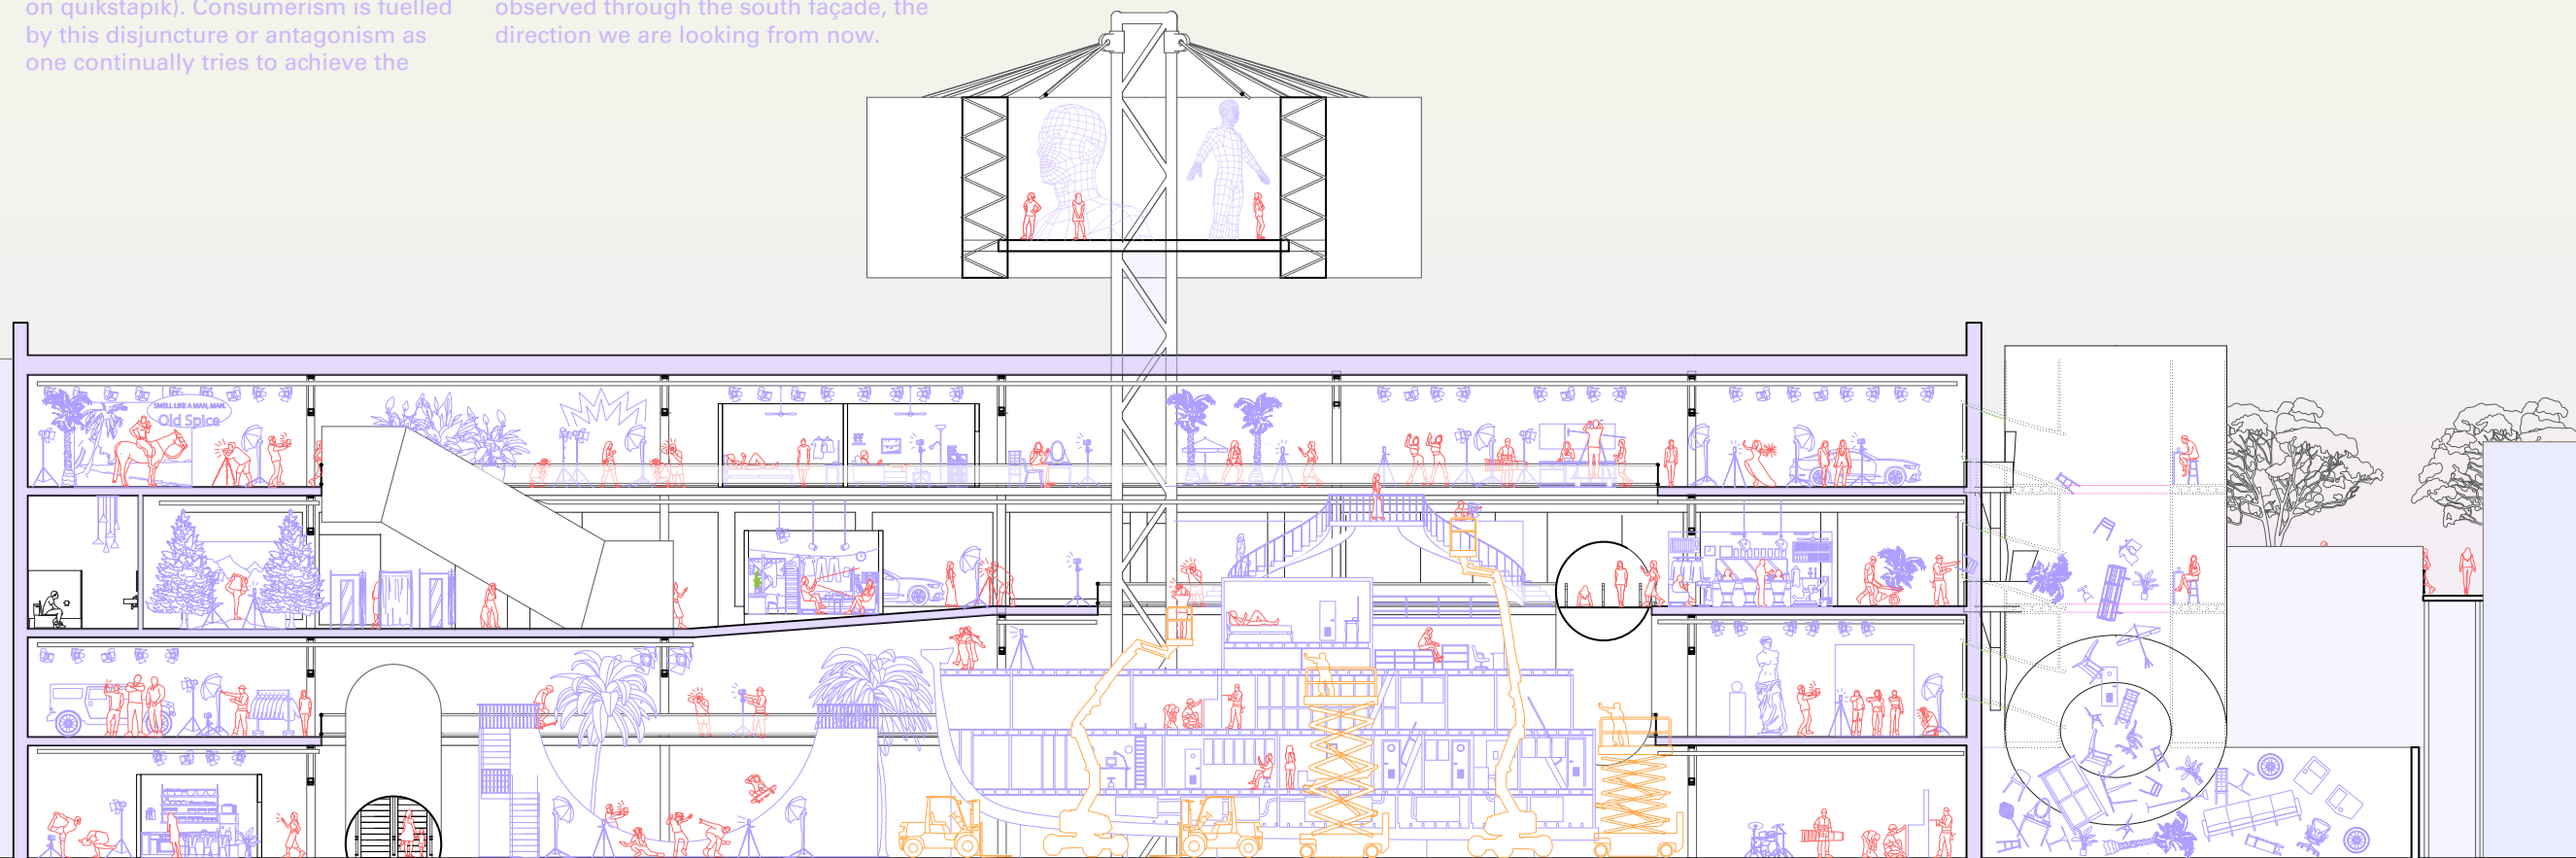 on quikstapik). Consumerism is fuelled
by this disjuncture or antagonism as
one continually tries to achieve the
observed through the south façade, the
direction we are looking from now.
SMELL LIKE A MAN, MAN.
Old Spice